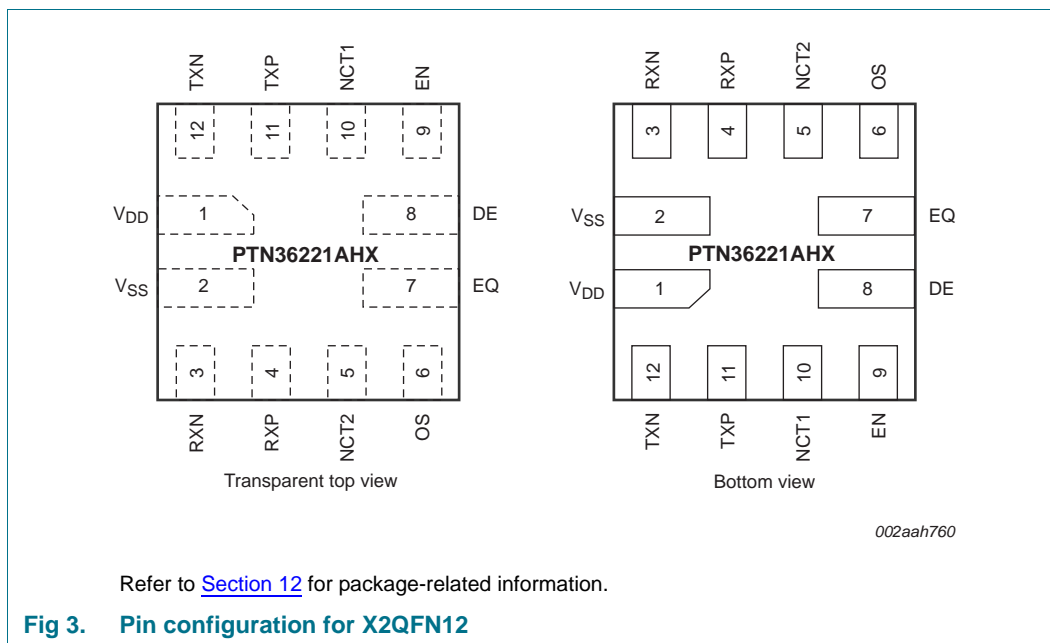 TXN TXP NCT1 EN
12 11 10 9
VDD 1 8 DE
PTN36221AHX
VSS 2 7 EQ
3 4 5 6
RXN RXP NCT2 OS
Transparent top view
RXN RXP NCT2 OS
3 4 5 6
VSS 2 7 EQ
PTN36221AHX
VDD 1 8 DE
12 11 10 9
TXN TXP NCT1 EN
Bottom view
002aah760
Refer to Section 12 for package-related information.
Fig 3. Pin configuration for X2QFN12